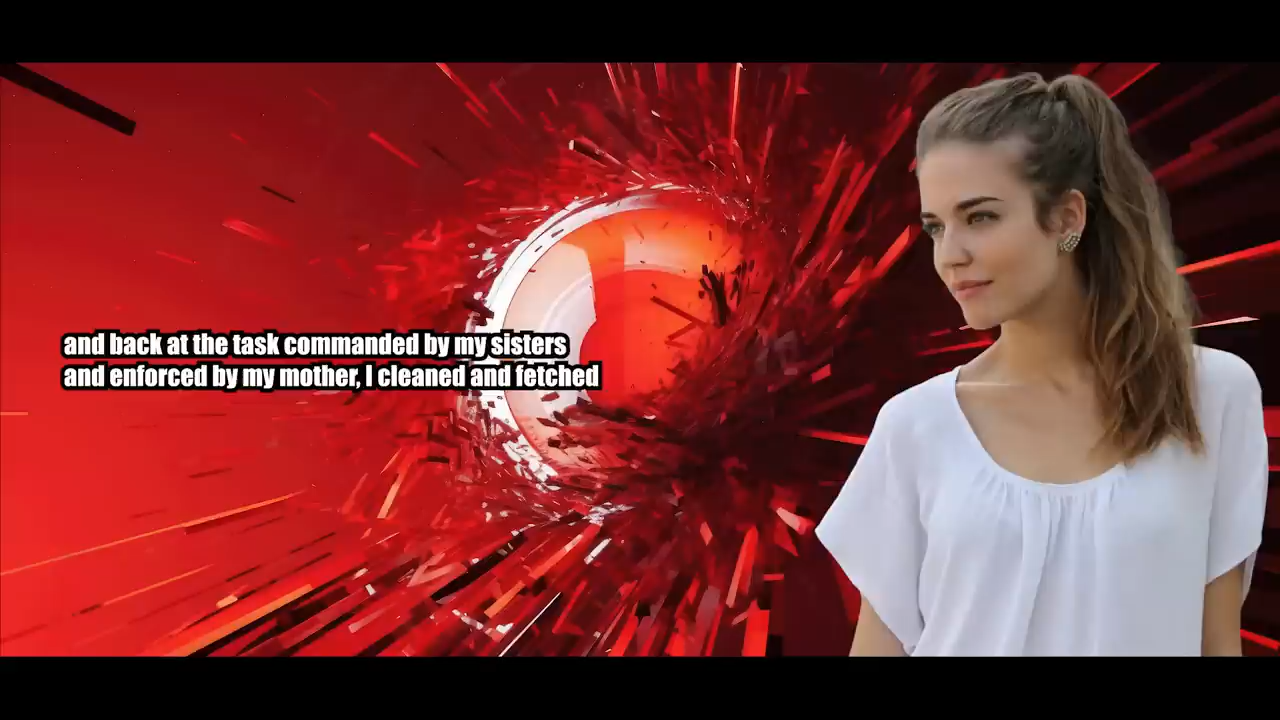 and back at the task commanded by my sisters
and enforced by my mother, I cleaned and fetched